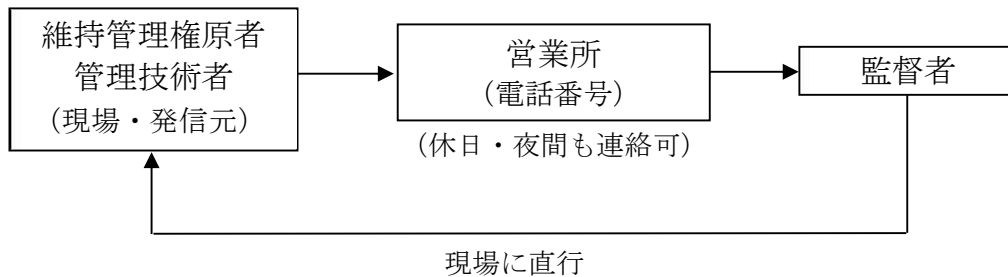 維持管理権原者
管理技術者
（現場・発信元）
営業所
（電話番号）
（休日・夜間も連絡可）
監督者
現場に直行